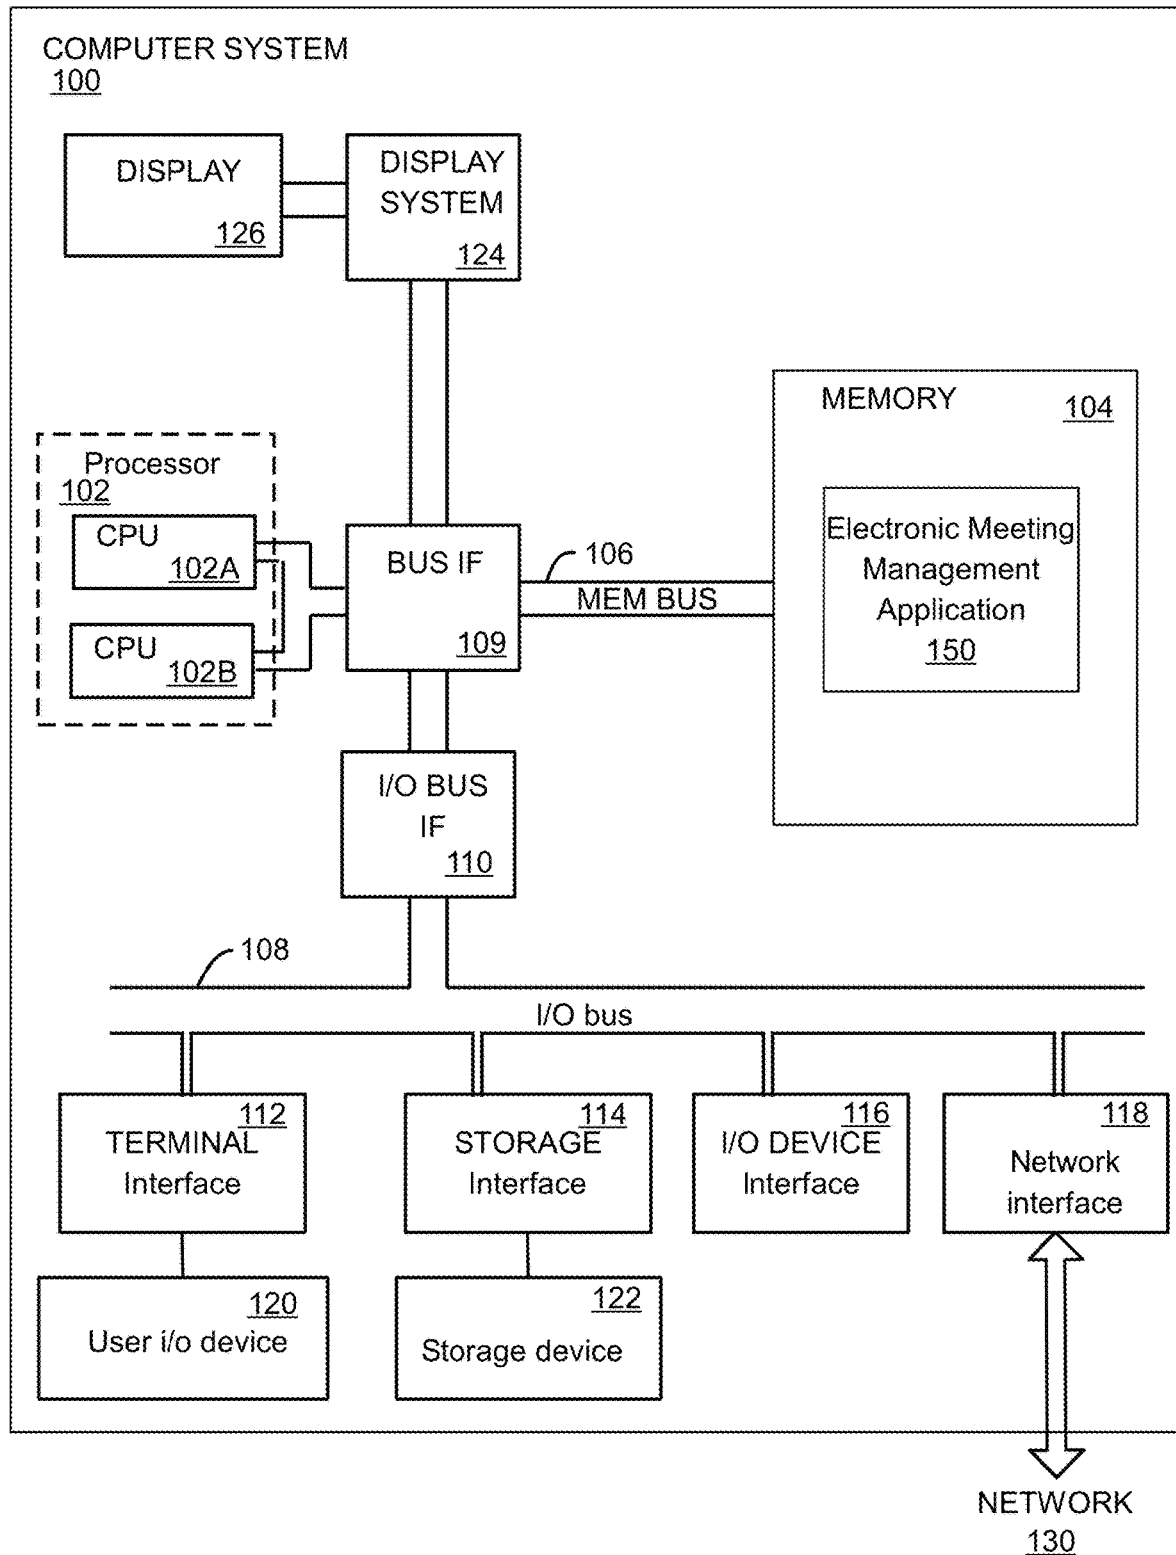 COMPUTER SYSTEM
100
DISPLAY
126
DISPLAY
SYSTEM
124
MEMORY
104
Electronic Meeting
Management
Application
150
Processor
102
CPU
102A
CPU
102B
BUS IF
109
106
MEM BUS
I/O BUS
IF
110
108
I/O bus
112
TERMINAL
Interface
114
STORAGE
Interface
116
I/O DEVICE
Interface
118
Network
interface
120
User i/o device
122
Storage device
NETWORK
130